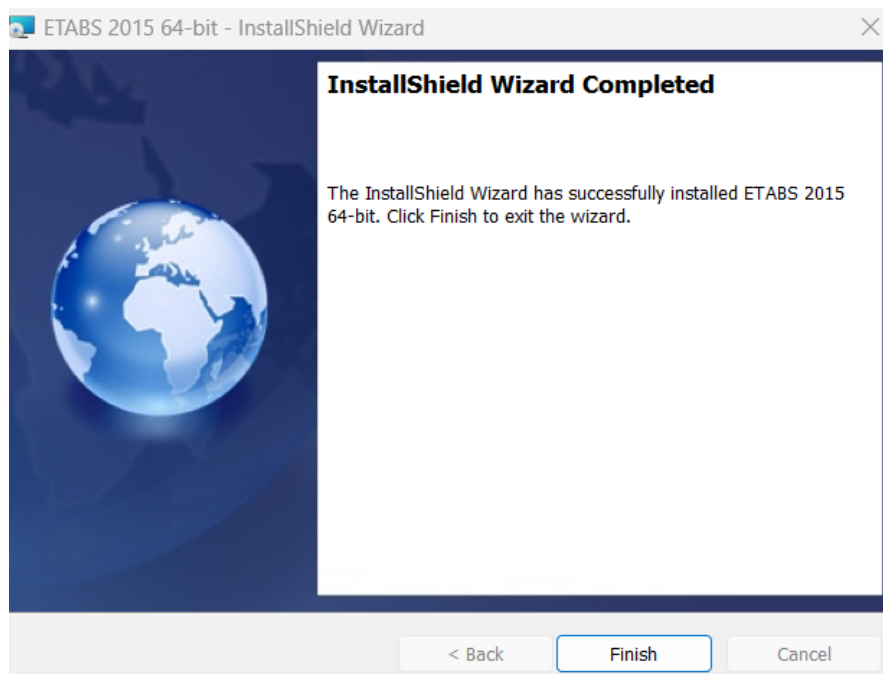 ETABS 2015 64-bit - InstallShield Wizard
InstallShield Wizard Completed
The InstallShield Wizard has successfully installed ETABS 2015
64-bit. Click Finish to exit the wizard.
< Back
Finish
Cancel